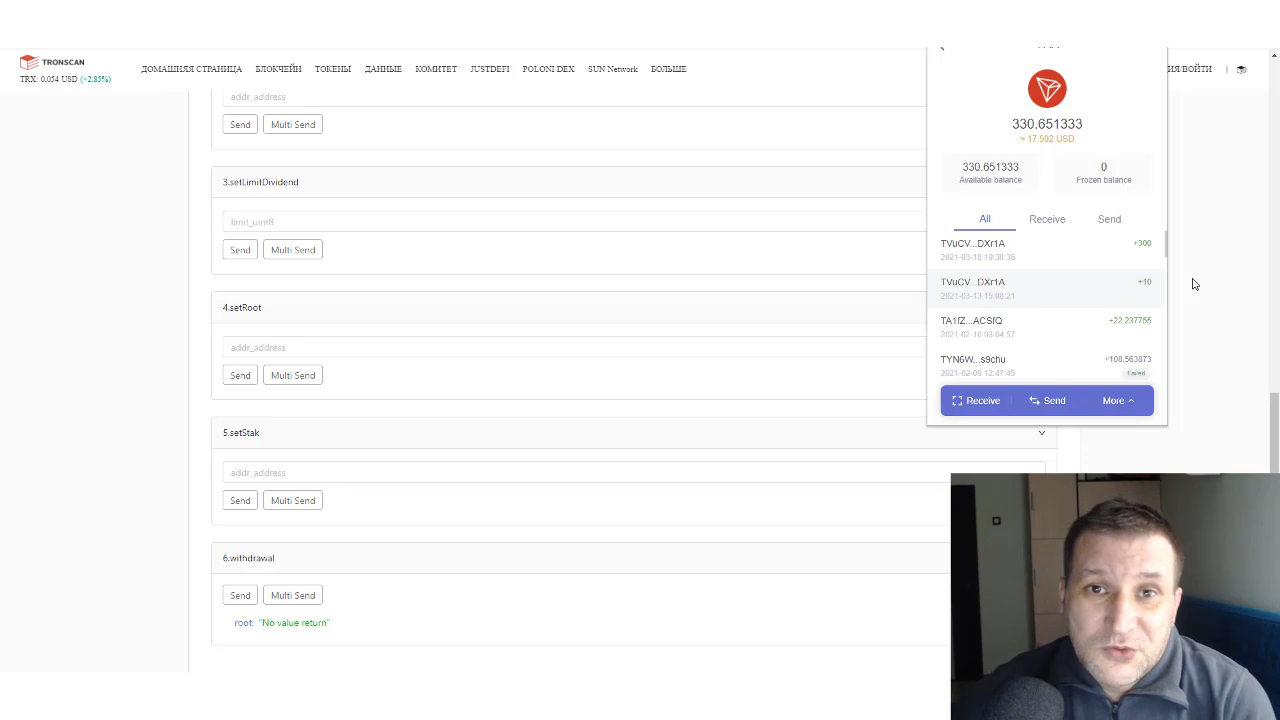 TRONSCAN
TRX: 0,054 USD (+2.85%)
ДОМАШНЯЯ СТРАНИЦА БЛОКЧЕЙН ТОКЕНЫ ДАННЫЕ КОМИТЕТ JUSTDEFI POLONI DEX SUN Network БОЛЬШЕ
ИЯ/ВОЙТИ |
addr_address
Send Multi Send
3.setLimitDividend
limit_uint8
Send Multi Send
4.setRoot
addr_address
Send Multi Send
5.setStak
addr_address
Send Multi Send
6.withdrawal
Send Multi Send
root: "No value return"
330.651333
~ 17.902 USD
330.651333 0
Available balance Frozen balance
All Receive Send
TVuCV...DXr1A +300
2021-03-18 19:38:36
TVuCV...DXr1A +10
2021-03-13 15:08:21
TA1fZ...ACSfQ +22.237755
2021-02-10 03:04:57
TYN6W...s9chu +108.563873
2021-02-09 12:47:45 Failed
Receive Send More